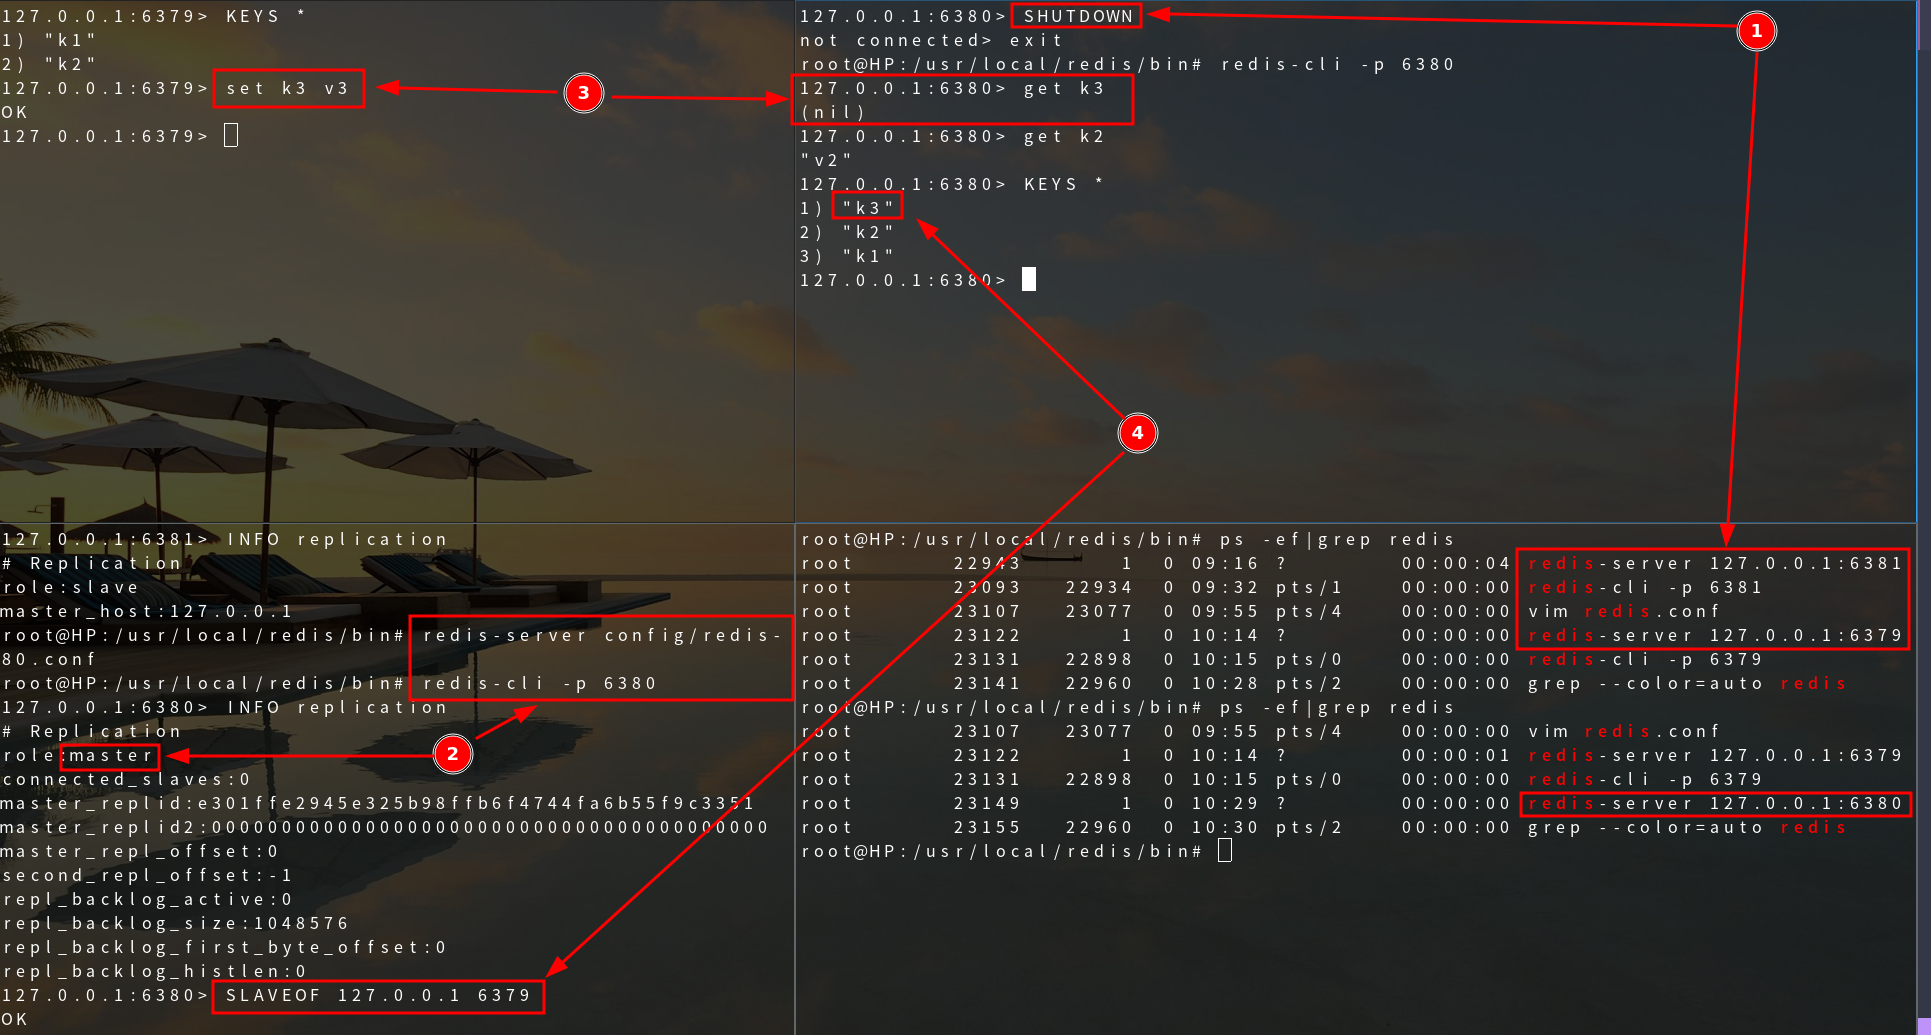 127.0.0.1:6379> KEYS *
1) "k1"
2) "k2"
127.0.0.1:6379> set k3 v3
OK
127.0.0.1:6379>
3
127.0.0.1:6380> SHUTDOWN
not connected> exit
root@HP:/usr/local/redis/bin# redis-cli -p 6380
127.0.0.1:6380> get k3
(nil)
127.0.0.1:6380> get k2
"v2"
127.0.0.1:6380> KEYS *
1) "k3"
2) "k2"
3) "k1"
127.0.0.1:6380>
1
4
127.0.0.1:6381> INFO replication
# Replication
role:slave
master_host:127.0.0.1
root@HP:/usr/local/redis/bin# redis-server config/redis-
80.conf
root@HP:/usr/local/redis/bin# redis-cli -p 6380
127.0.0.1:6380> INFO replication
# Replication
role:master
2
connected_slaves:0
master_replid:e301ffe2945e325b98ffb6f4744fa6b55f9c3351
master_replid2:0000000000000000000000000000000000000000
master_repl_offset:0
second_repl_offset:-1
repl_backlog_active:0
repl_backlog_size:1048576
repl_backlog_first_byte_offset:0
repl_backlog_histlen:0
127.0.0.1:6380> SLAVEOF 127.0.0.1 6379
OK
root@HP:/usr/local/redis/bin# ps -ef|grep redis
root 22943 1 0 09:16 ? 00:00:04 redis-server 127.0.0.1:6381
root 23093 22934 0 09:32 pts/1 00:00:00 redis-cli -p 6381
root 23107 23077 0 09:55 pts/4 00:00:00 vim redis.conf
root 23122 1 0 10:14 ? 00:00:00 redis-server 127.0.0.1:6379
root 23131 22898 0 10:15 pts/0 00:00:00 redis-cli -p 6379
root 23141 22960 0 10:28 pts/2 00:00:00 grep --color=auto redis
root@HP:/usr/local/redis/bin# ps -ef|grep redis
root 23107 23077 0 09:55 pts/4 00:00:00 vim redis.conf
root 23122 1 0 10:14 ? 00:00:01 redis-server 127.0.0.1:6379
root 23131 22898 0 10:15 pts/0 00:00:00 redis-cli -p 6379
root 23149 1 0 10:29 ? 00:00:00 redis-server 127.0.0.1:6380
root 23155 22960 0 10:30 pts/2 00:00:00 grep --color=auto redis
root@HP:/usr/local/redis/bin#